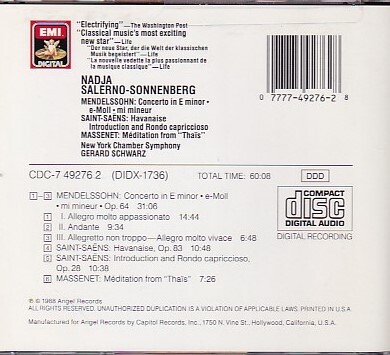 EMI
DIGITAL
"Electrifying" —The Washington Post
"Classical music's most exciting
new star" —Life
"Der neue Star, der die Welt der klassischen
Musik begeistert" —Life
"La nouvelle vedette la plus passionnant de
la musique classique" —Life
NADJA
SALERNO-SONNENBERG
MENDELSSOHN: Concerto in E minor •
e-Moll • mi mineur
SAINT-SAËNS: Havanaise
Introduction and Rondo capriccioso
MASSENET: Méditation from "Thaïs"
New York Chamber Symphony
GERARD SCHWARZ
0 7777-49276-2 8
CDC-7 49276 2 (DIDX-1736) TOTAL TIME: 60:08 DDD
1–3 MENDELSSOHN: Concerto in E minor • e-Moll
• mi mineur • Op. 64 31:06
1 I. Allegro molto appassionato 14:44
2 II. Andante 9:34
3 III. Allegretto non troppo—Allegro molto vivace 6:48
4 SAINT-SAËNS: Havanaise, Op. 83 10:48
5 SAINT-SAËNS: Introduction and Rondo capriccioso,
Op. 28 10:38
6 MASSENET: Méditation from "Thaïs" 7:26
COMPACT
disc
DIGITAL AUDIO
DIGITAL RECORDING
℗ © 1988 Angel Records
ALL RIGHTS RESERVED. UNAUTHORIZED DUPLICATION IS A VIOLATION OF APPLICABLE LAWS. PRINTED IN U.S.A.
Manufactured for Angel Records by Capitol Records, Inc., 1750 N. Vine St., Hollywood, California, U.S.A.